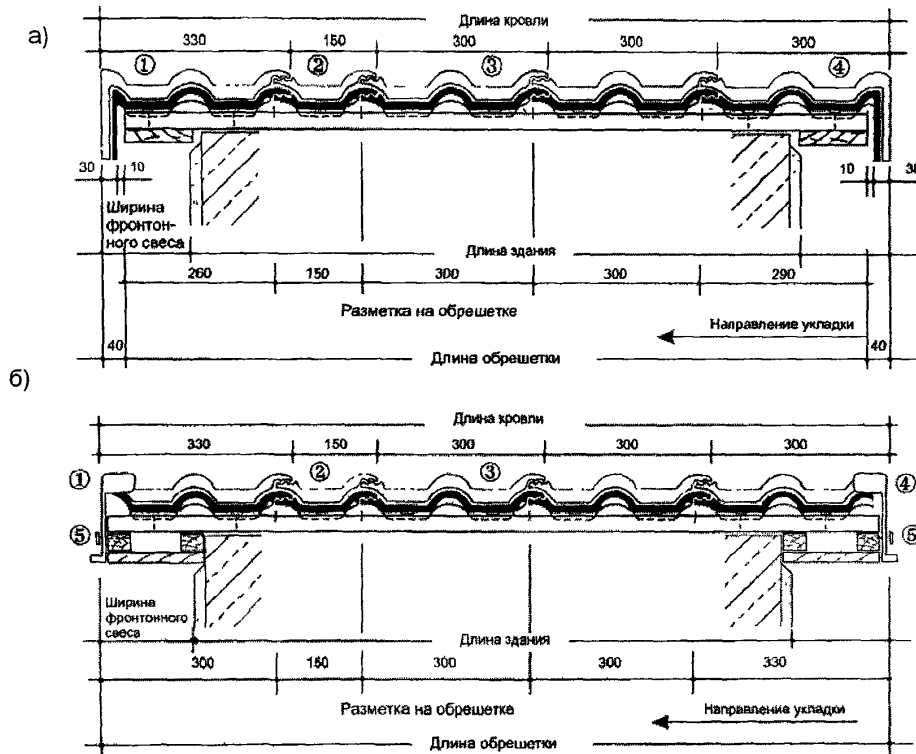 а)
Длина кровли
330 150 300 300 300
① ② ③ ④
30 10 10 30
Ширина
фронтон-
ного свеса
Длина здания
260 150 300 300 290
Разметка на обрешетке
Направление укладки
40 40
Длина обрешетки
б)
Длина кровли
330 150 300 300 300
① ② ③ ④
⑤ ⑤
Ширина
фронтонного
свеса
Длина здания
300 150 300 300 330
Разметка на обрешетке
Направление укладки
Длина обрешетки